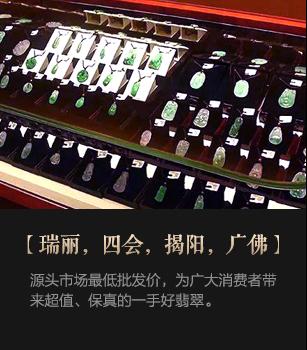 【瑞丽，四会，揭阳，广佛】
源头市场最低批发价，为广大消费者带
来超值、保真的一手好翡翠。